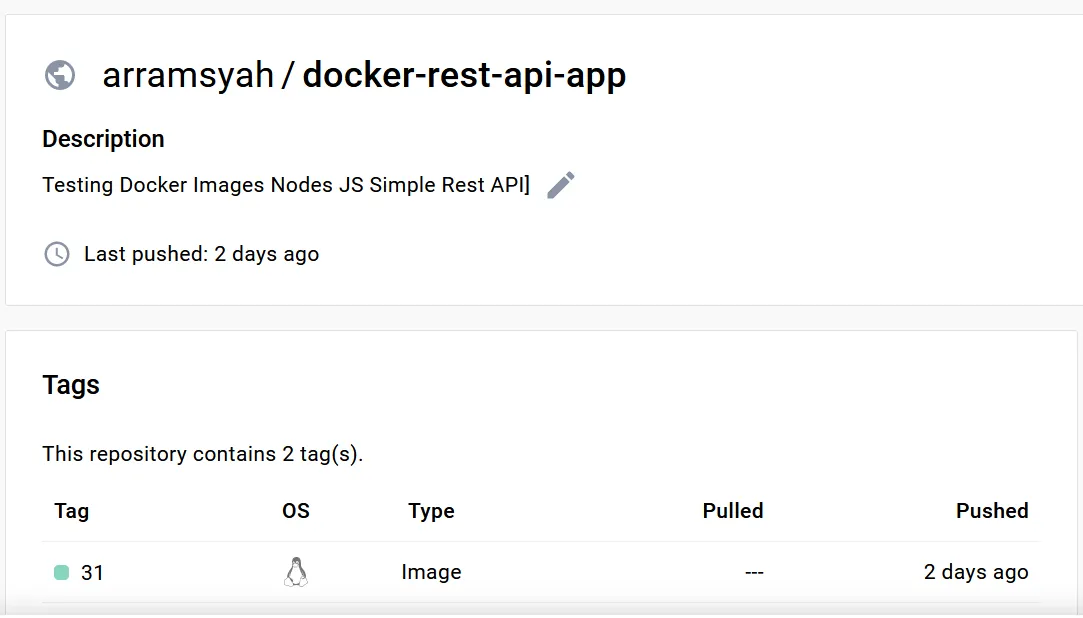 arramsyah / docker-rest-api-app
Description
Testing Docker Images Nodes JS Simple Rest API]
Last pushed: 2 days ago
Tags
This repository contains 2 tag(s).
Tag OS Type Pulled Pushed
31 Image --- 2 days ago